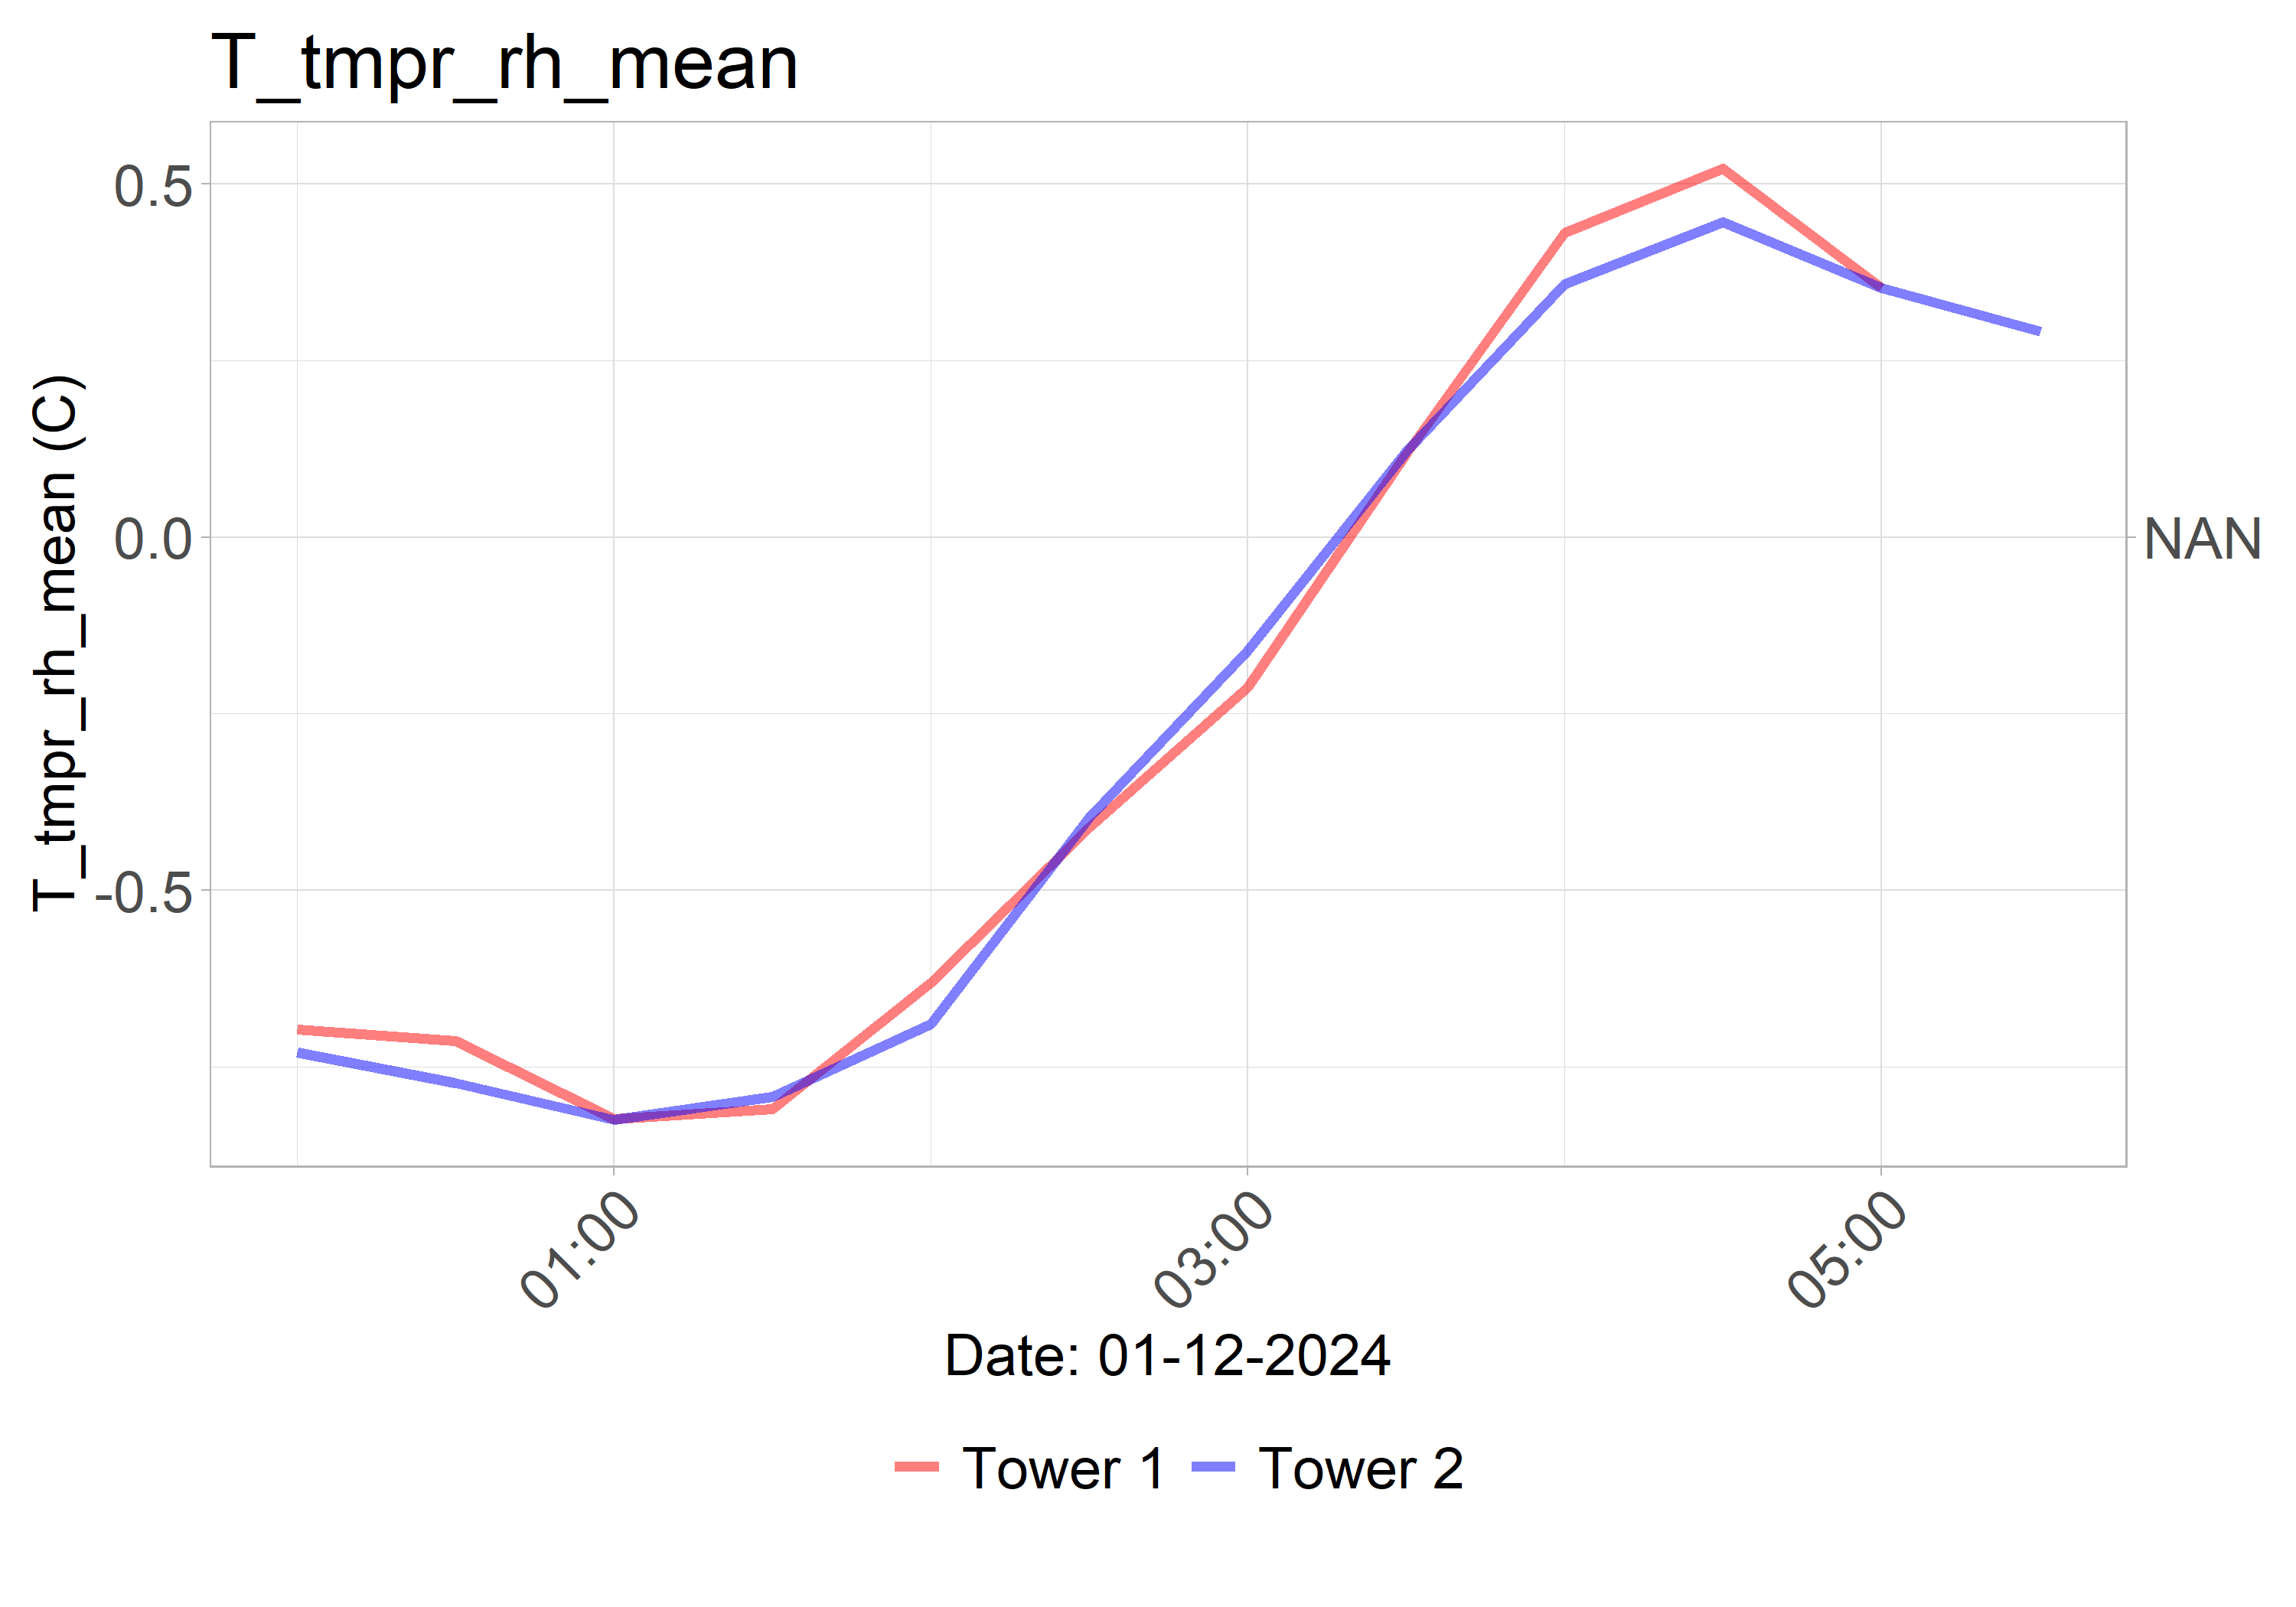 T_tmpr_rh_mean
T_tmpr_rh_mean (C)
0.5
0.0
-0.5
NAN
01:00
03:00
05:00
Date: 01-12-2024
Tower 1
Tower 2